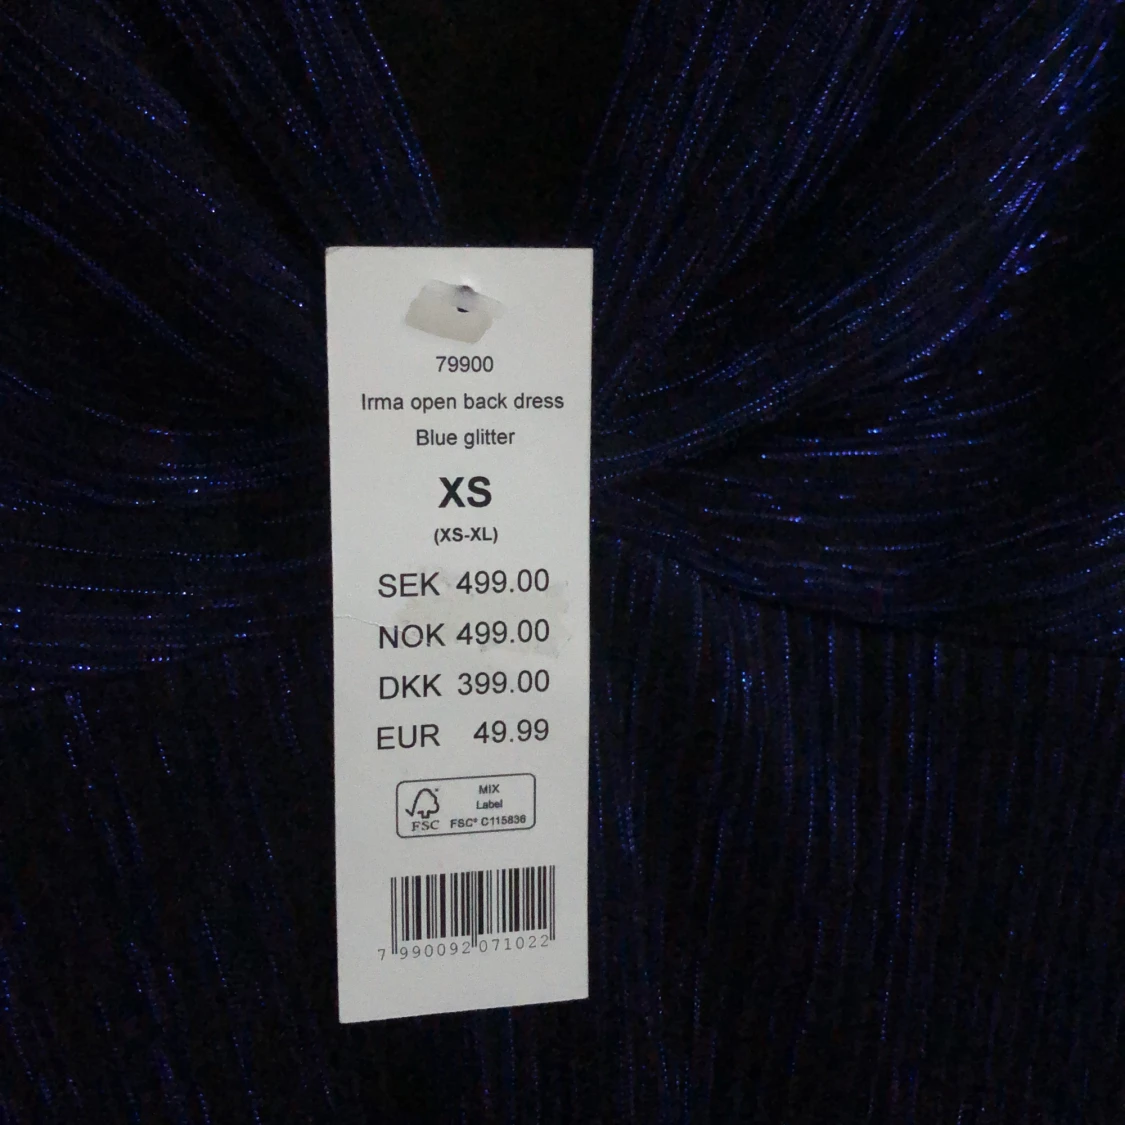 79900
Irma open back dress
Blue glitter
XS
(XS-XL)
SEK 499.00
NOK 499.00
DKK 399.00
EUR 49.99
MIX
Label
FSC® C115836
FSC
7 990092 071022